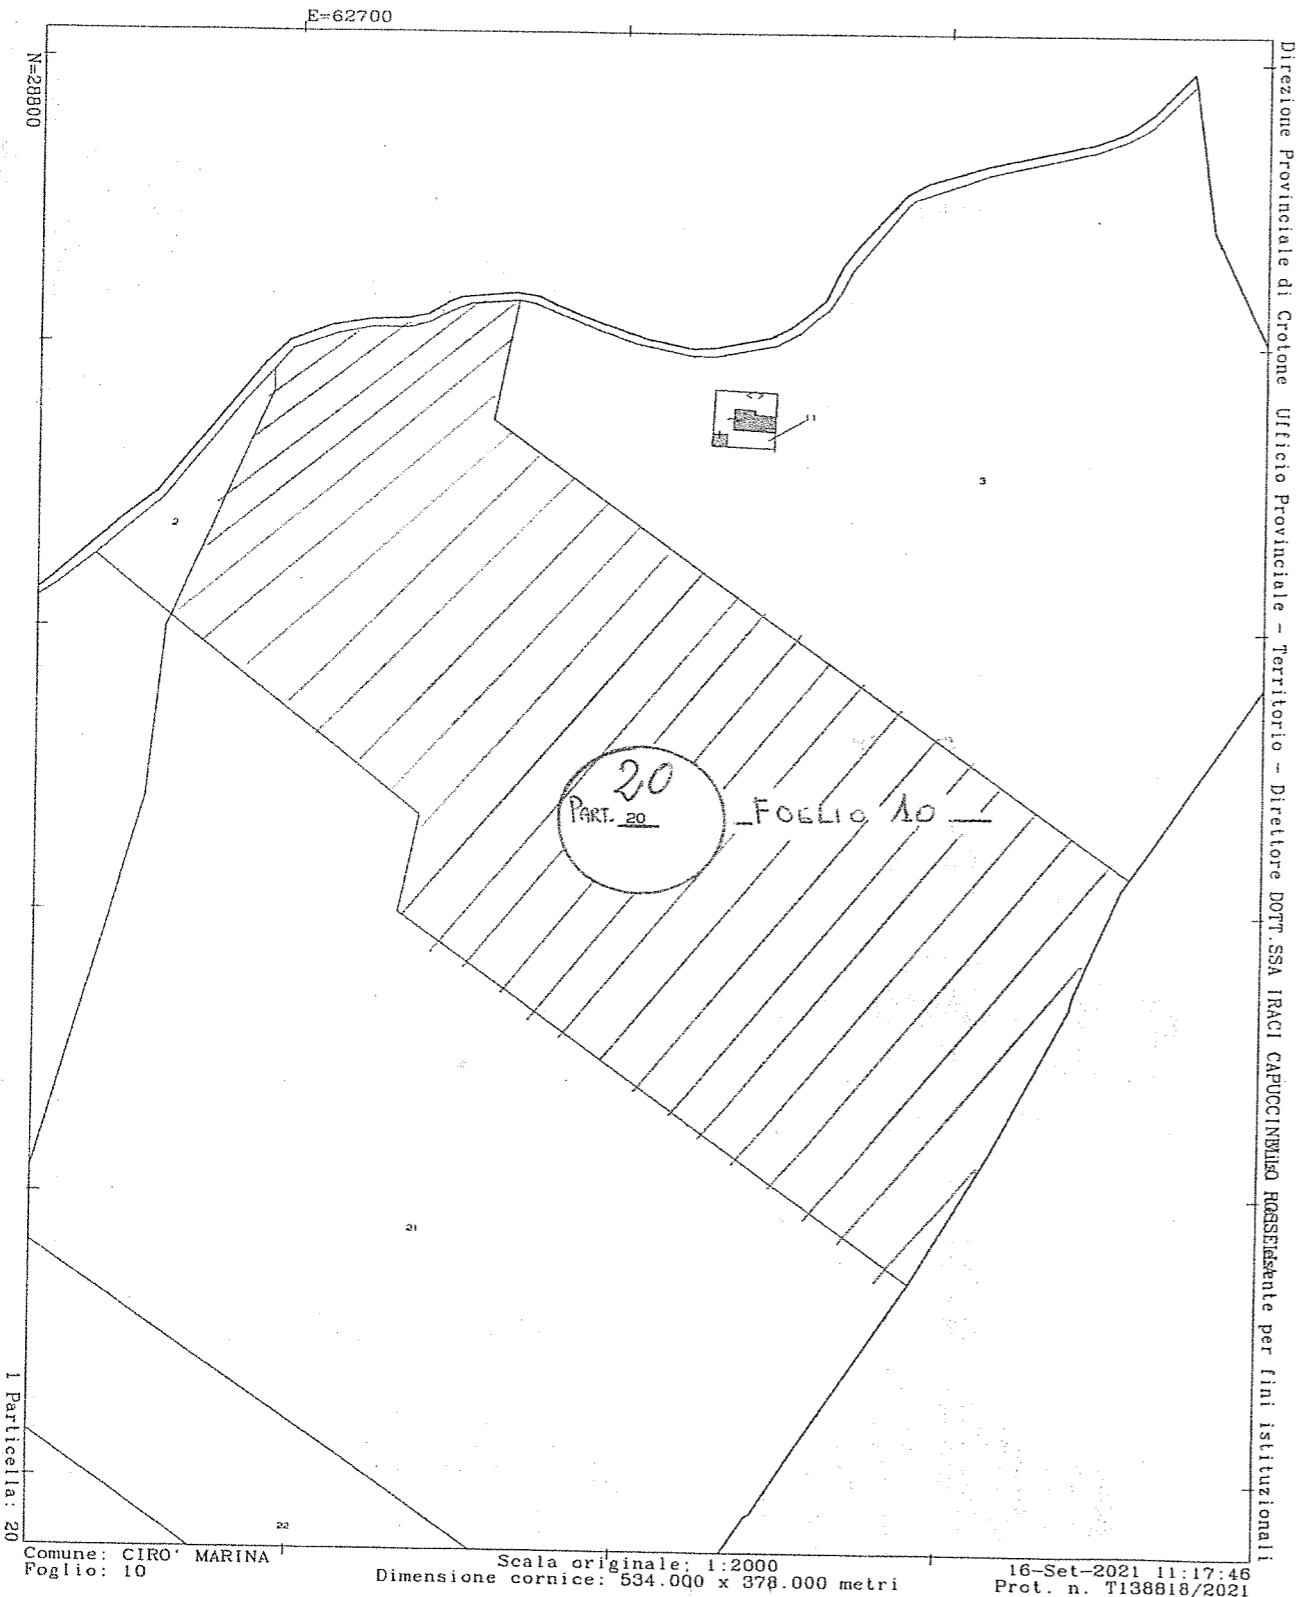 E=62700
N=28800
Direzione Provinciale di Crotone Ufficio Provinciale - Territorio - Direttore DOTT.SSA IRACI per fini istituzionali
11
3
2
20
PART. 20
FOGLIO 10
21
22
1 Particella: 20
Comune: CIRO' MARINA
Foglio: 10
Scala originale: 1:2000
Dimensione cornice: 534.000 x 378.000 metri
16-Set-2021 11:17:46
Prot. n. T138818/2021